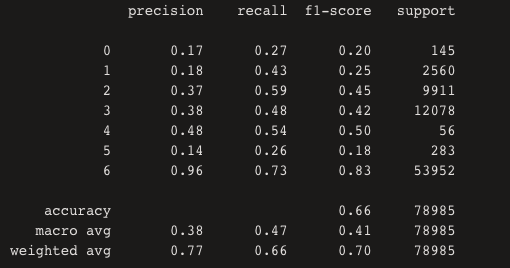 precision recall f1-score support
0 0.17 0.27 0.20 145
1 0.18 0.43 0.25 2560
2 0.37 0.59 0.45 9911
3 0.38 0.48 0.42 12078
4 0.48 0.54 0.50 56
5 0.14 0.26 0.18 283
6 0.96 0.73 0.83 53952
accuracy 0.66 78985
macro avg 0.38 0.47 0.41 78985
weighted avg 0.77 0.66 0.70 78985